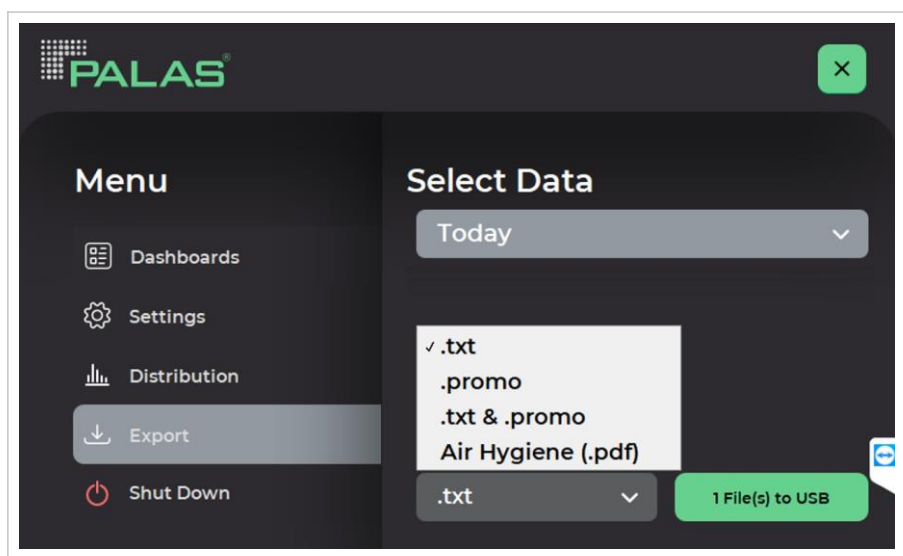 PALAS®
×
Menu
Dashboards
Settings
Distribution
Export
Shut Down
Select Data
Today
✓ .txt
.promo
.txt & .promo
Air Hygiene (.pdf)
.txt
1 File(s) to USB